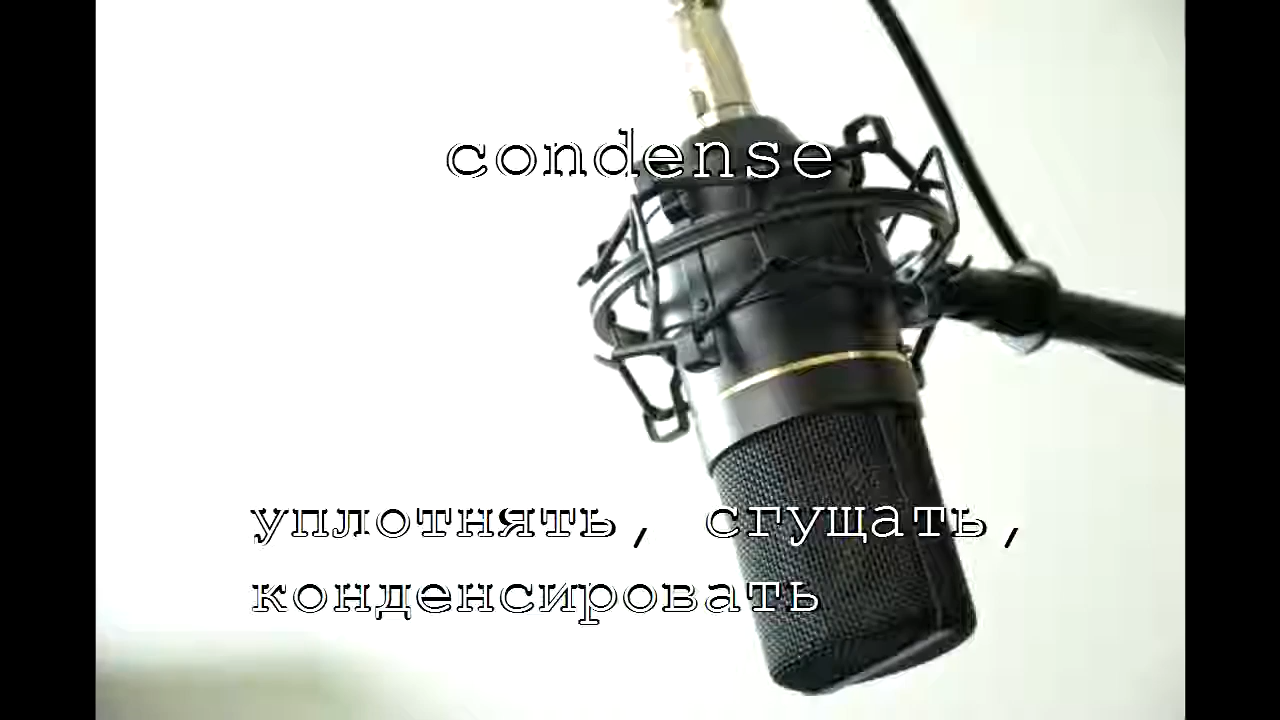 condense
уплотнять, сгущать,
конденсировать